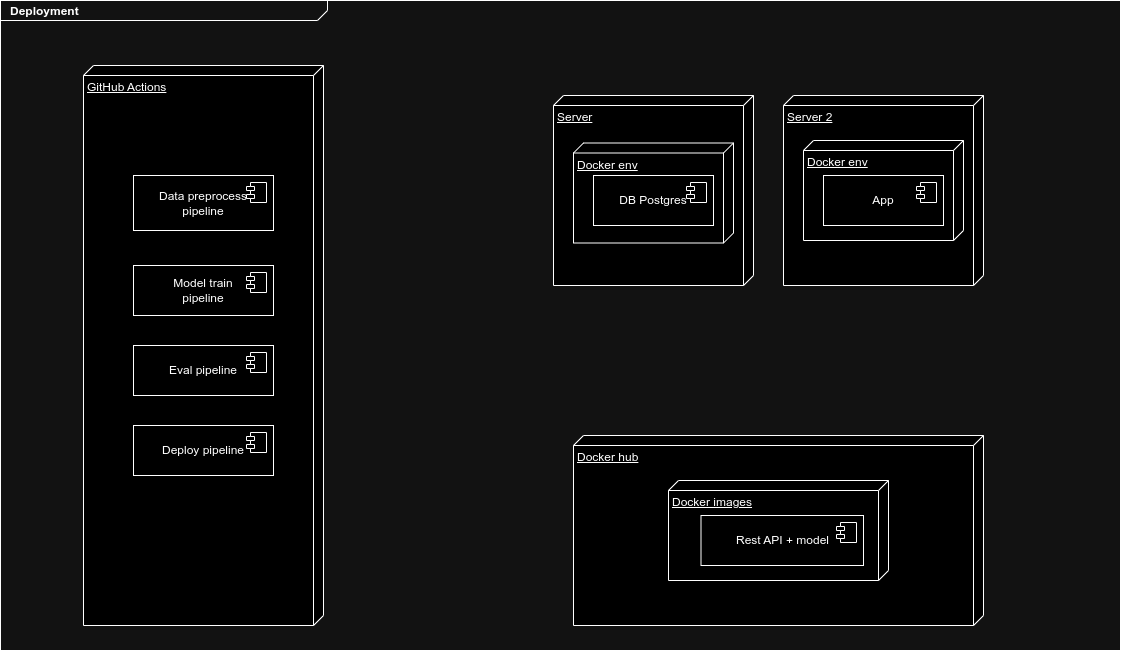 Deployment
GitHub Actions
Data preprocess
pipeline
Model train
pipeline
Eval pipeline
Deploy pipeline
Server
Docker env
DB Postgres
Server 2
Docker env
App
Docker hub
Docker images
Rest API + model